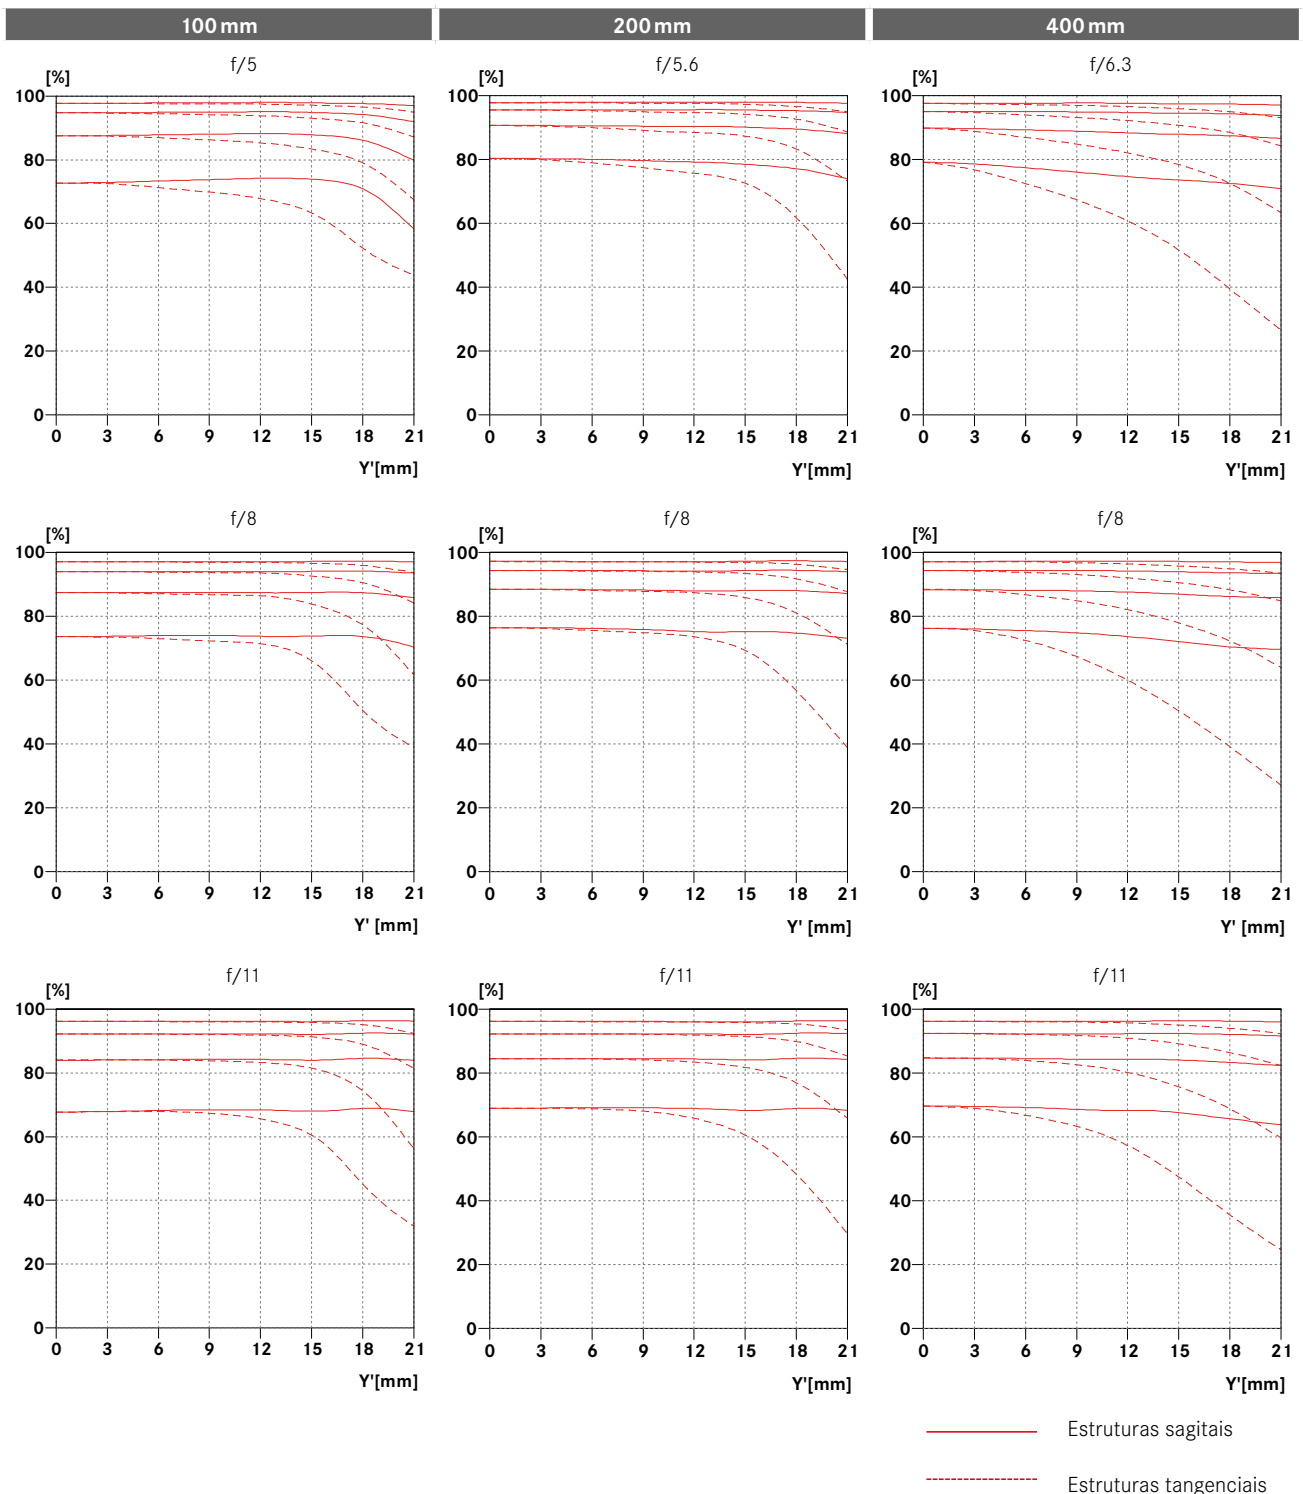 100 mm 200 mm 400 mm
f/5 f/5.6 f/6.3
[%] [%] [%]
100 100 100
80 80 80
60 60 60
40 40 40
20 20 20
0 0 0
0 3 6 9 12 15 18 21 0 3 6 9 12 15 18 21 0 3 6 9 12 15 18 21
Y'[mm] Y'[mm] Y'[mm]
f/8 f/8 f/8
[%] [%] [%]
100 100 100
80 80 80
60 60 60
40 40 40
20 20 20
0 0 0
0 3 6 9 12 15 18 21 0 3 6 9 12 15 18 21 0 3 6 9 12 15 18 21
Y' [mm] Y' [mm] Y' [mm]
f/11 f/11 f/11
[%] [%] [%]
100 100 100
80 80 80
60 60 60
40 40 40
20 20 20
0 0 0
0 3 6 9 12 15 18 21 0 3 6 9 12 15 18 21 0 3 6 9 12 15 18 21
Y'[mm] Y'[mm] Y'[mm]
Estruturas sagitais
Estruturas tangenciais